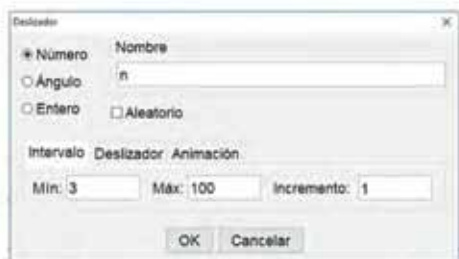 Deslizador
Número
Ángulo
Entero
Nombre
n
Aleatorio
Intervalo Deslizador Animación
Mín: 3 Máx: 100 Incremento: 1
OK Cancelar